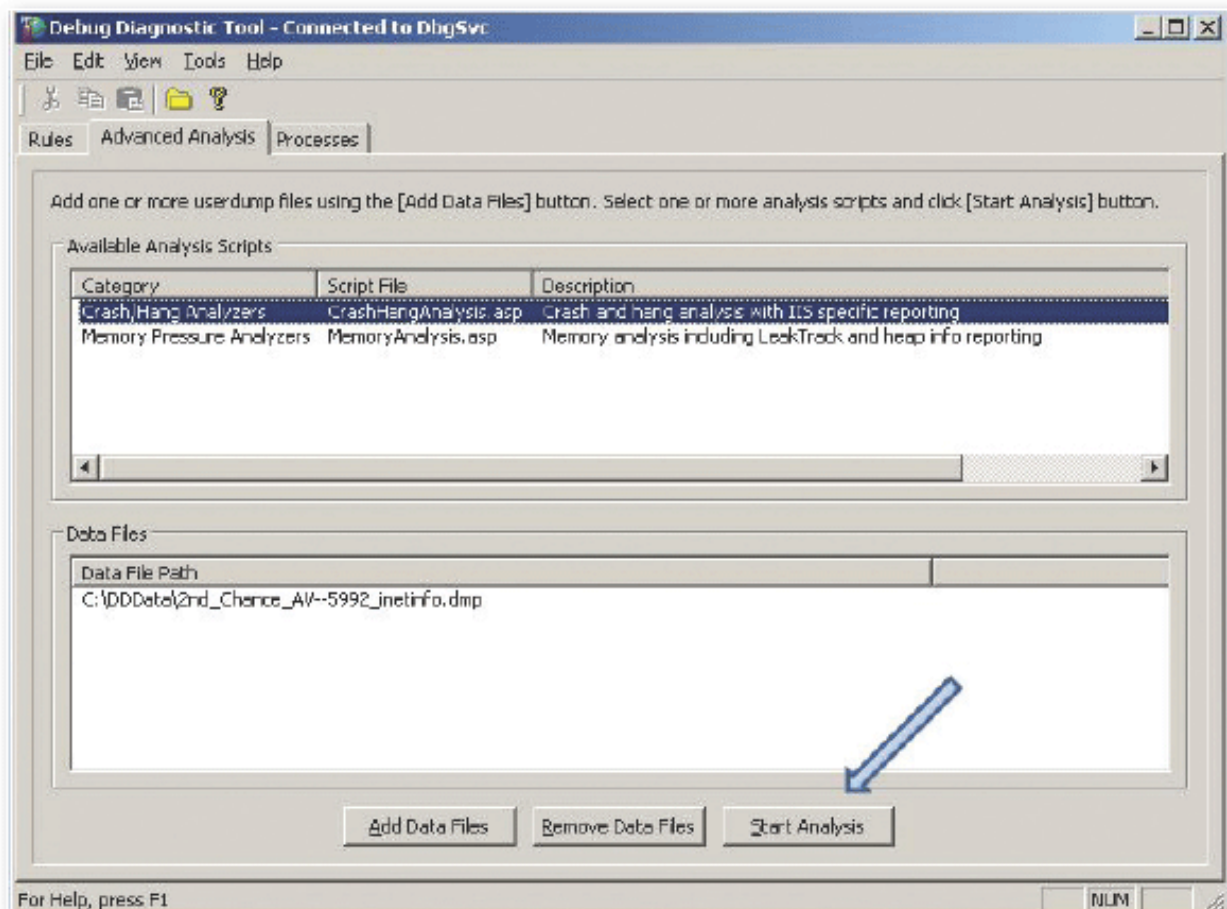 Debug Diagnostic Tool - Connected to DbgSvc
File Edit View Tools Help
Rules Advanced Analysis Processes
Add one or more userdump files using the [Add Data Files] button. Select one or more analysis scripts and click [Start Analysis] button.
Available Analysis Scripts
Category Script File Description
Crash/Hang Analyzers CrashHangAnalysis.asp Crash and hang analysis with IIS specific reporting
Memory Pressure Analyzers MemoryAnalysis.asp Memory analysis including LeakTrack and heap info reporting
Data Files
Data File Path
C:\DDData\2nd_Chance_AV--5992_inetinfo.dmp
Add Data Files Remove Data Files Start Analysis
For Help, press F1 NUM